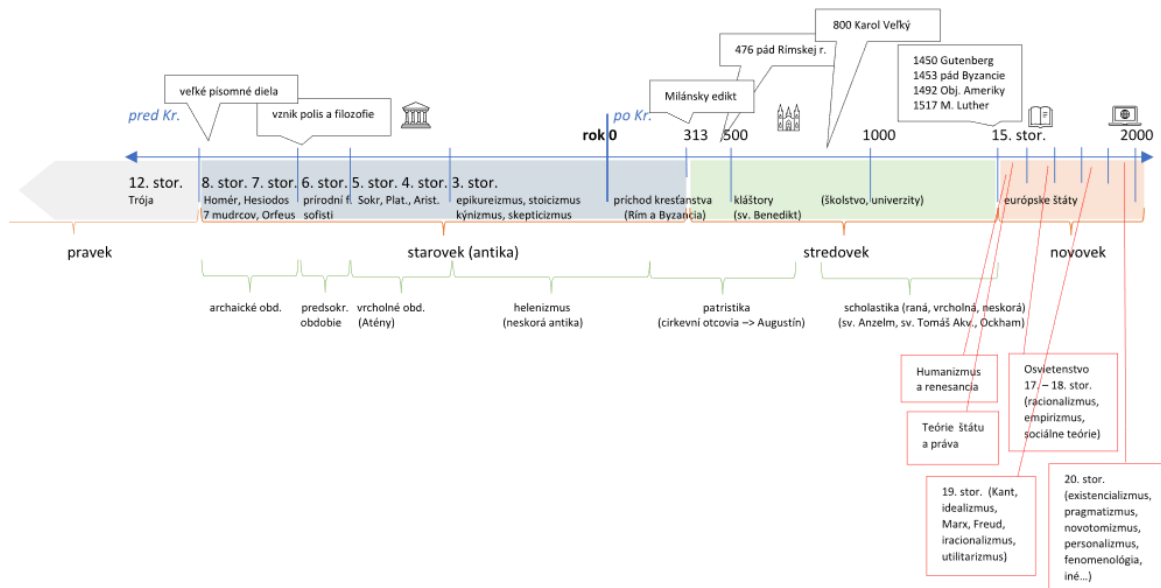 800 Karol Veľký
476 pád Rímskej r.
1450 Gutenberg
1453 pád Byzancie
1492 Obj. Ameriky
1517 M. Luther
veľké písomné diela
Milánsky edikt
vznik polis a filozofie
pred Kr.
po Kr.
rok 0
313
500
1000
15. stor.
2000
12. stor.
Trója
8. stor. 7. stor.
Homér, Hesiodos
7 mudrcov, Orfeus
6. stor.
prírodní f.
sofisti
5. stor. 4. stor.
Sokr, Plat., Arist.
3. stor.
epikureizmus, stoicizmus
kýnizmus, skepticizmus
príchod kresťanstva
(Rím a Byzancia)
kláštory
(sv. Benedikt)
(školstvo, univerzity)
európske štáty
pravek
starovek (antika)
stredovek
novovek
archaické obd.
predsokr.
obdobie
vrcholné obd.
(Atény)
helenizmus
(neskorá antika)
patristika
(cirkevní otcovia –> Augustín)
scholastika (raná, vrcholná, neskorá)
(sv. Anzelm, sv. Tomáš Akv., Ockham)
Humanizmus
a renesancia
Teórie štátu
a práva
Osvietenstvo
17. – 18. stor.
(racionalizmus,
empirizmus,
sociálne teórie)
19. stor. (Kant,
idealizmus,
Marx, Freud,
iracionalizmus,
utilitarizmus)
20. stor.
(existencializmus,
pragmatizmus,
novotomizmus,
personalizmus,
fenomenológia,
iné...)